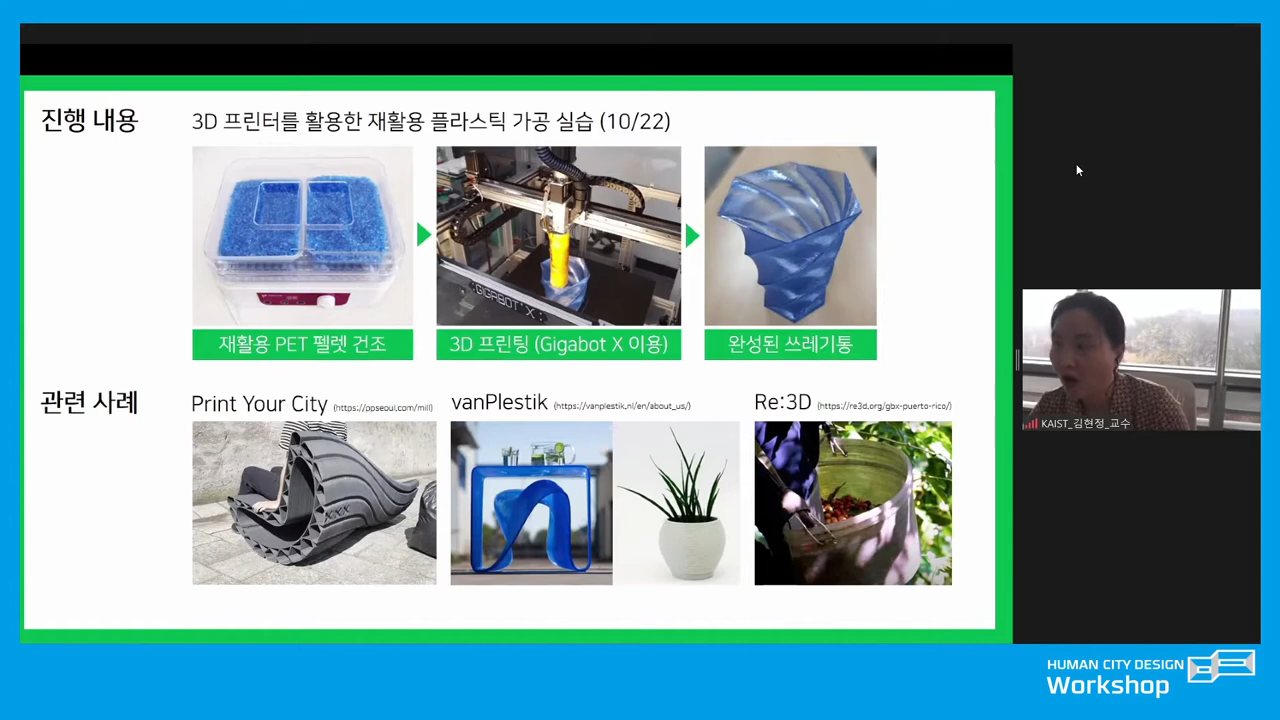 진행 내용
3D 프린터를 활용한 재활용 플라스틱 가공 실습 (10/22)
GIGABOT X
재활용 PET 펠렛 건조
3D 프린팅 (Gigabot X 이용)
완성된 쓰레기통
관련 사례
Print Your City (https://ppseoul.com/mill)
vanPlestik (https://vanplestik.nl/en/about_us/)
Re:3D (https://re3d.org/gbx-puerto-rico/)
XXX
KAIST_김현정_교수
HUMAN CITY DESIGN
Workshop